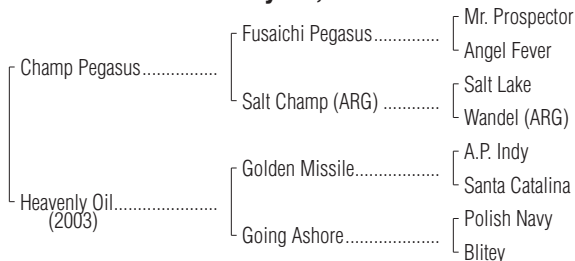 Mr. Prospector
Fusaichi Pegasus...............
Angel Fever
Champ Pegasus................
Salt Lake
Salt Champ (ARG) ...........
Wandel (ARG)
A.P. Indy
Golden Missile....................
Santa Catalina
Heavenly Oil......................
(2003)
Polish Navy
Going Ashore......................
Blitey